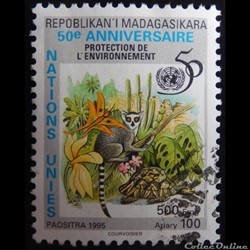 REPOBLIKAN'I MADAGASIKARA
50e ANNIVERSAIRE
PROTECTION DE
L'ENVIRONNEMENT
50
NATIONS UNIES
500
Ariary 100
PAOSITRA 1995
COURVOISIER